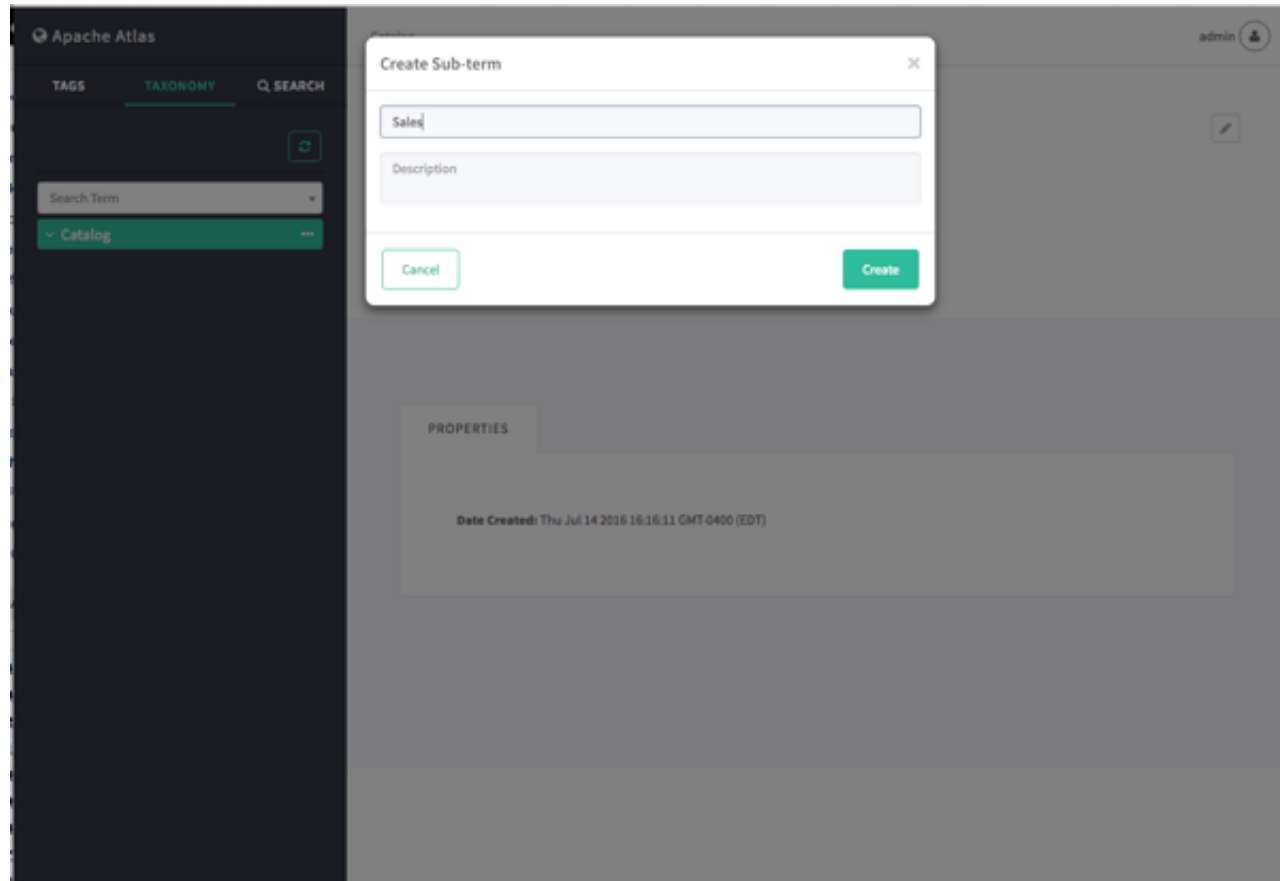 Apache Atlas
admin
TAGS TAXONOMY SEARCH
Search Term
Catalog
Create Sub-term
Sales
Description
Cancel Create
PROPERTIES
Date Created: Thu Jul 14 2016 16:16:11 GMT-0400 (EDT)